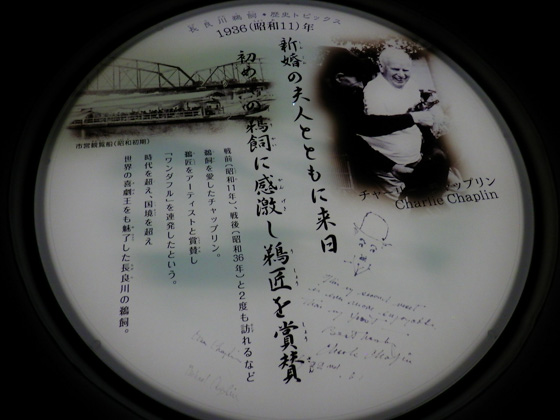 長良川鵜飼・歴史トピックス
1936(昭和11)年
新婚の夫人とともに来日
初めての鵜飼に感激し鵜匠を賞賛
戦前(昭和11年)、戦後(昭和36年)と2度も訪れるなど
鵜飼を愛したチャップリン。
鵜匠をアーティストと賞賛し
「ワンダフル」を連発したという。
時代を超え、国境を超え
世界の喜劇王をも魅了した長良川の鵜飼。
市営観覧船(昭和初期)
チャールズ・チャップリン
Charlie Chaplin